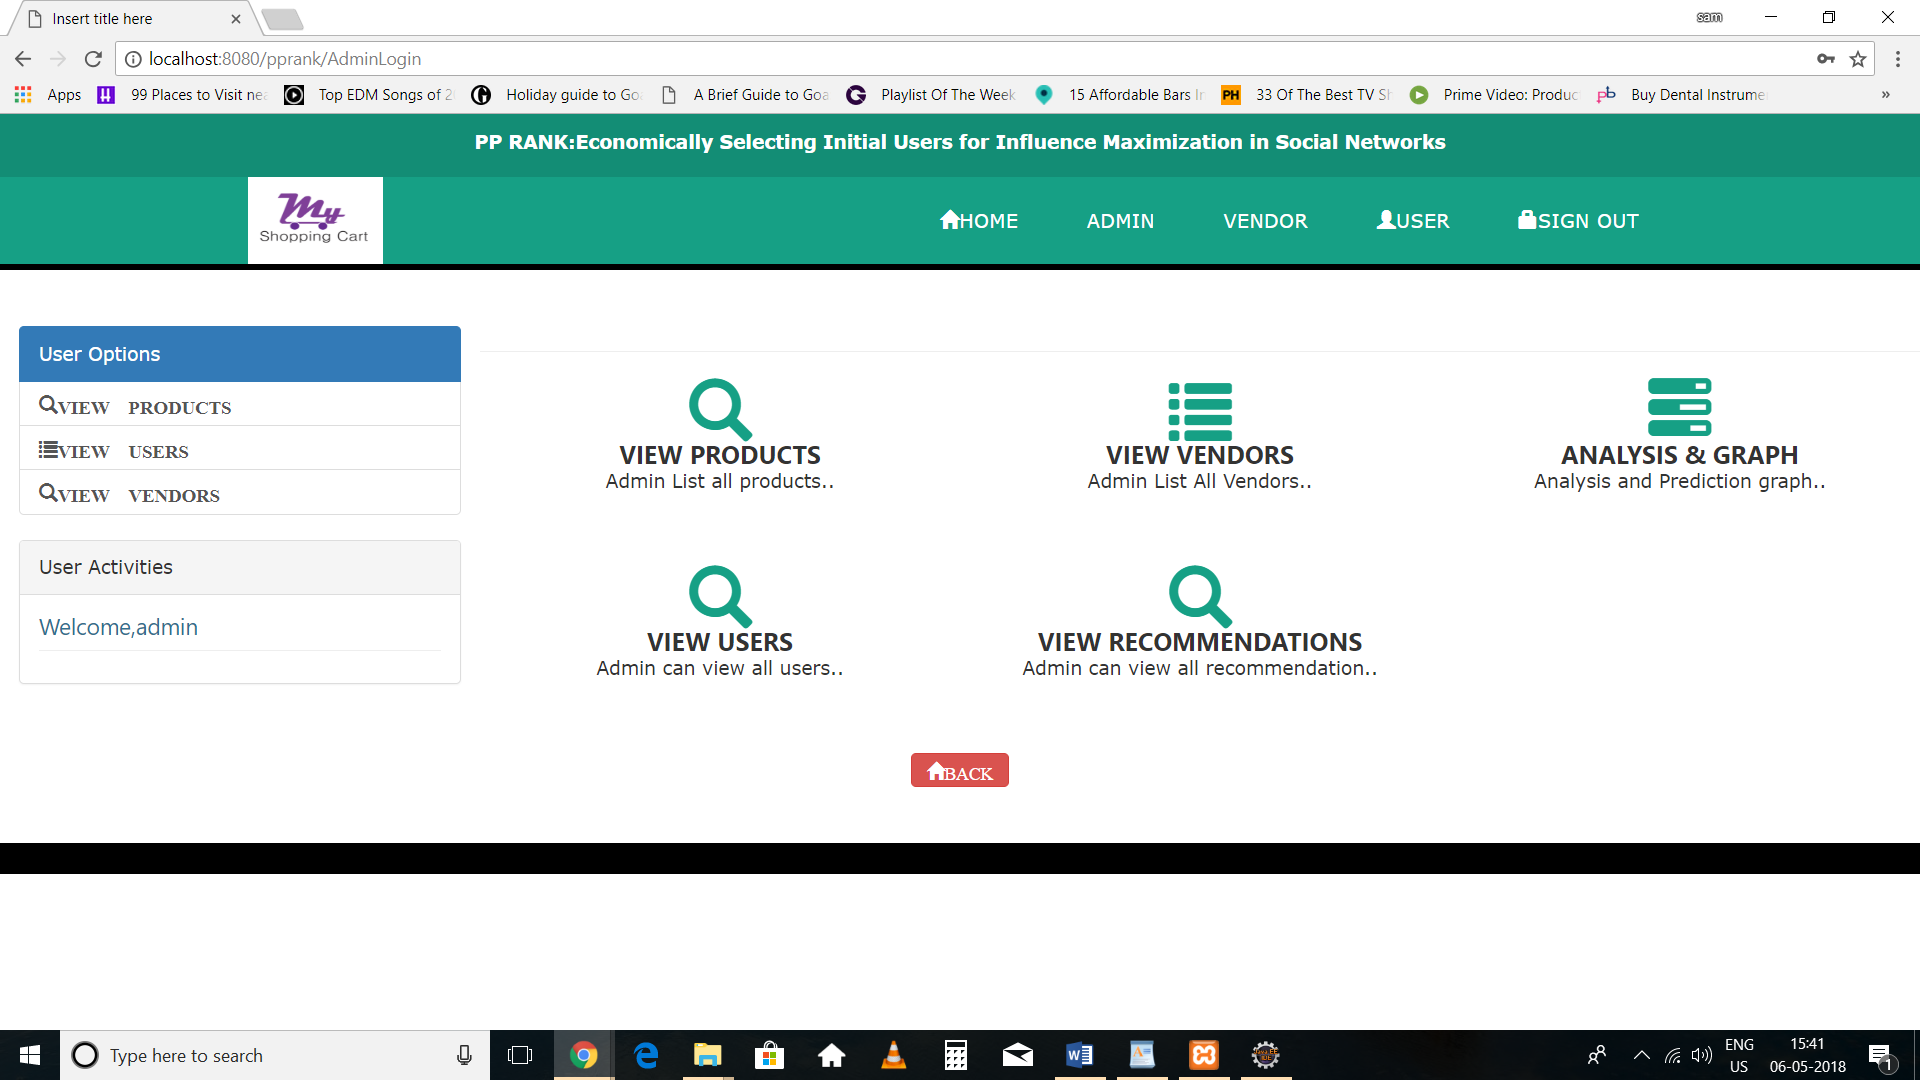 Insert title here
sam
localhost:8080/pprank/AdminLogin
Apps 99 Places to Visit nea Top EDM Songs of 2 Holiday guide to Go A Brief Guide to Goa Playlist Of The Week 15 Affordable Bars In PH 33 Of The Best TV Sh Prime Video: Produc Buy Dental Instrume »
PP RANK:Economically Selecting Initial Users for Influence Maximization in Social Networks
My
Shopping Cart
HOME ADMIN VENDOR USER SIGN OUT
User Options
VIEW PRODUCTS
VIEW USERS
VIEW VENDORS
User Activities
Welcome,admin
VIEW PRODUCTS
Admin List all products..
VIEW VENDORS
Admin List All Vendors..
ANALYSIS & GRAPH
Analysis and Prediction graph..
VIEW USERS
Admin can view all users..
VIEW RECOMMENDATIONS
Admin can view all recommendation..
BACK
Type here to search
ENG
US
15:41
06-05-2018
1